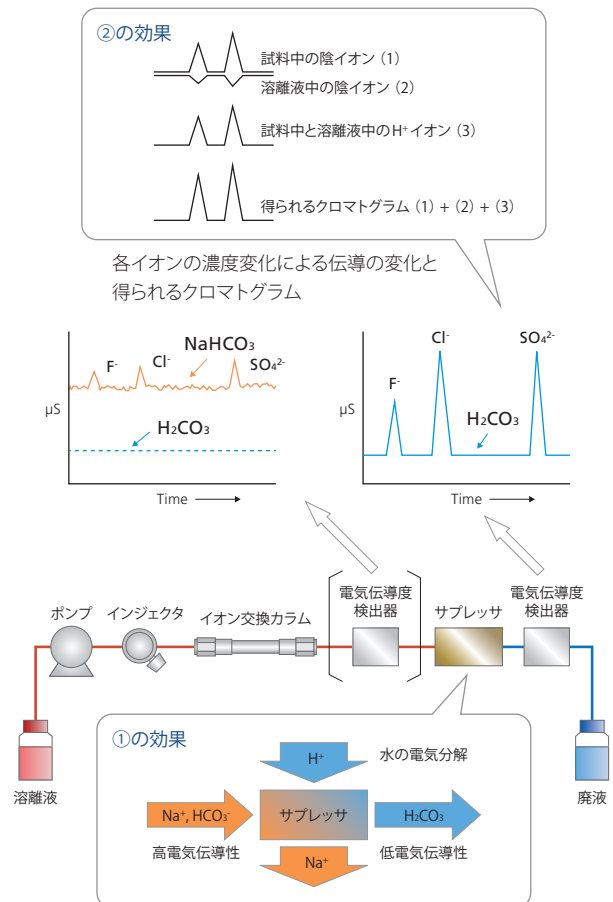 ②の効果
試料中の陰イオン (1)
溶離液中の陰イオン (2)
試料中と溶離液中のH⁺イオン (3)
得られるクロマトグラム (1) + (2) + (3)
各イオンの濃度変化による伝導の変化と
得られるクロマトグラム
NaHCO₃
F⁻
Cl⁻
SO₄²⁻
µS
H₂CO₃
Time
Cl⁻
SO₄²⁻
F⁻
µS
H₂CO₃
Time
ポンプ
インジェクタ
イオン交換カラム
電気伝導度
検出器
サプレッサ
電気伝導度
検出器
溶離液
廃液
①の効果
H⁺
水の電気分解
Na⁺, HCO₃⁻
サプレッサ
H₂CO₃
高電気伝導性
低電気伝導性
Na⁺